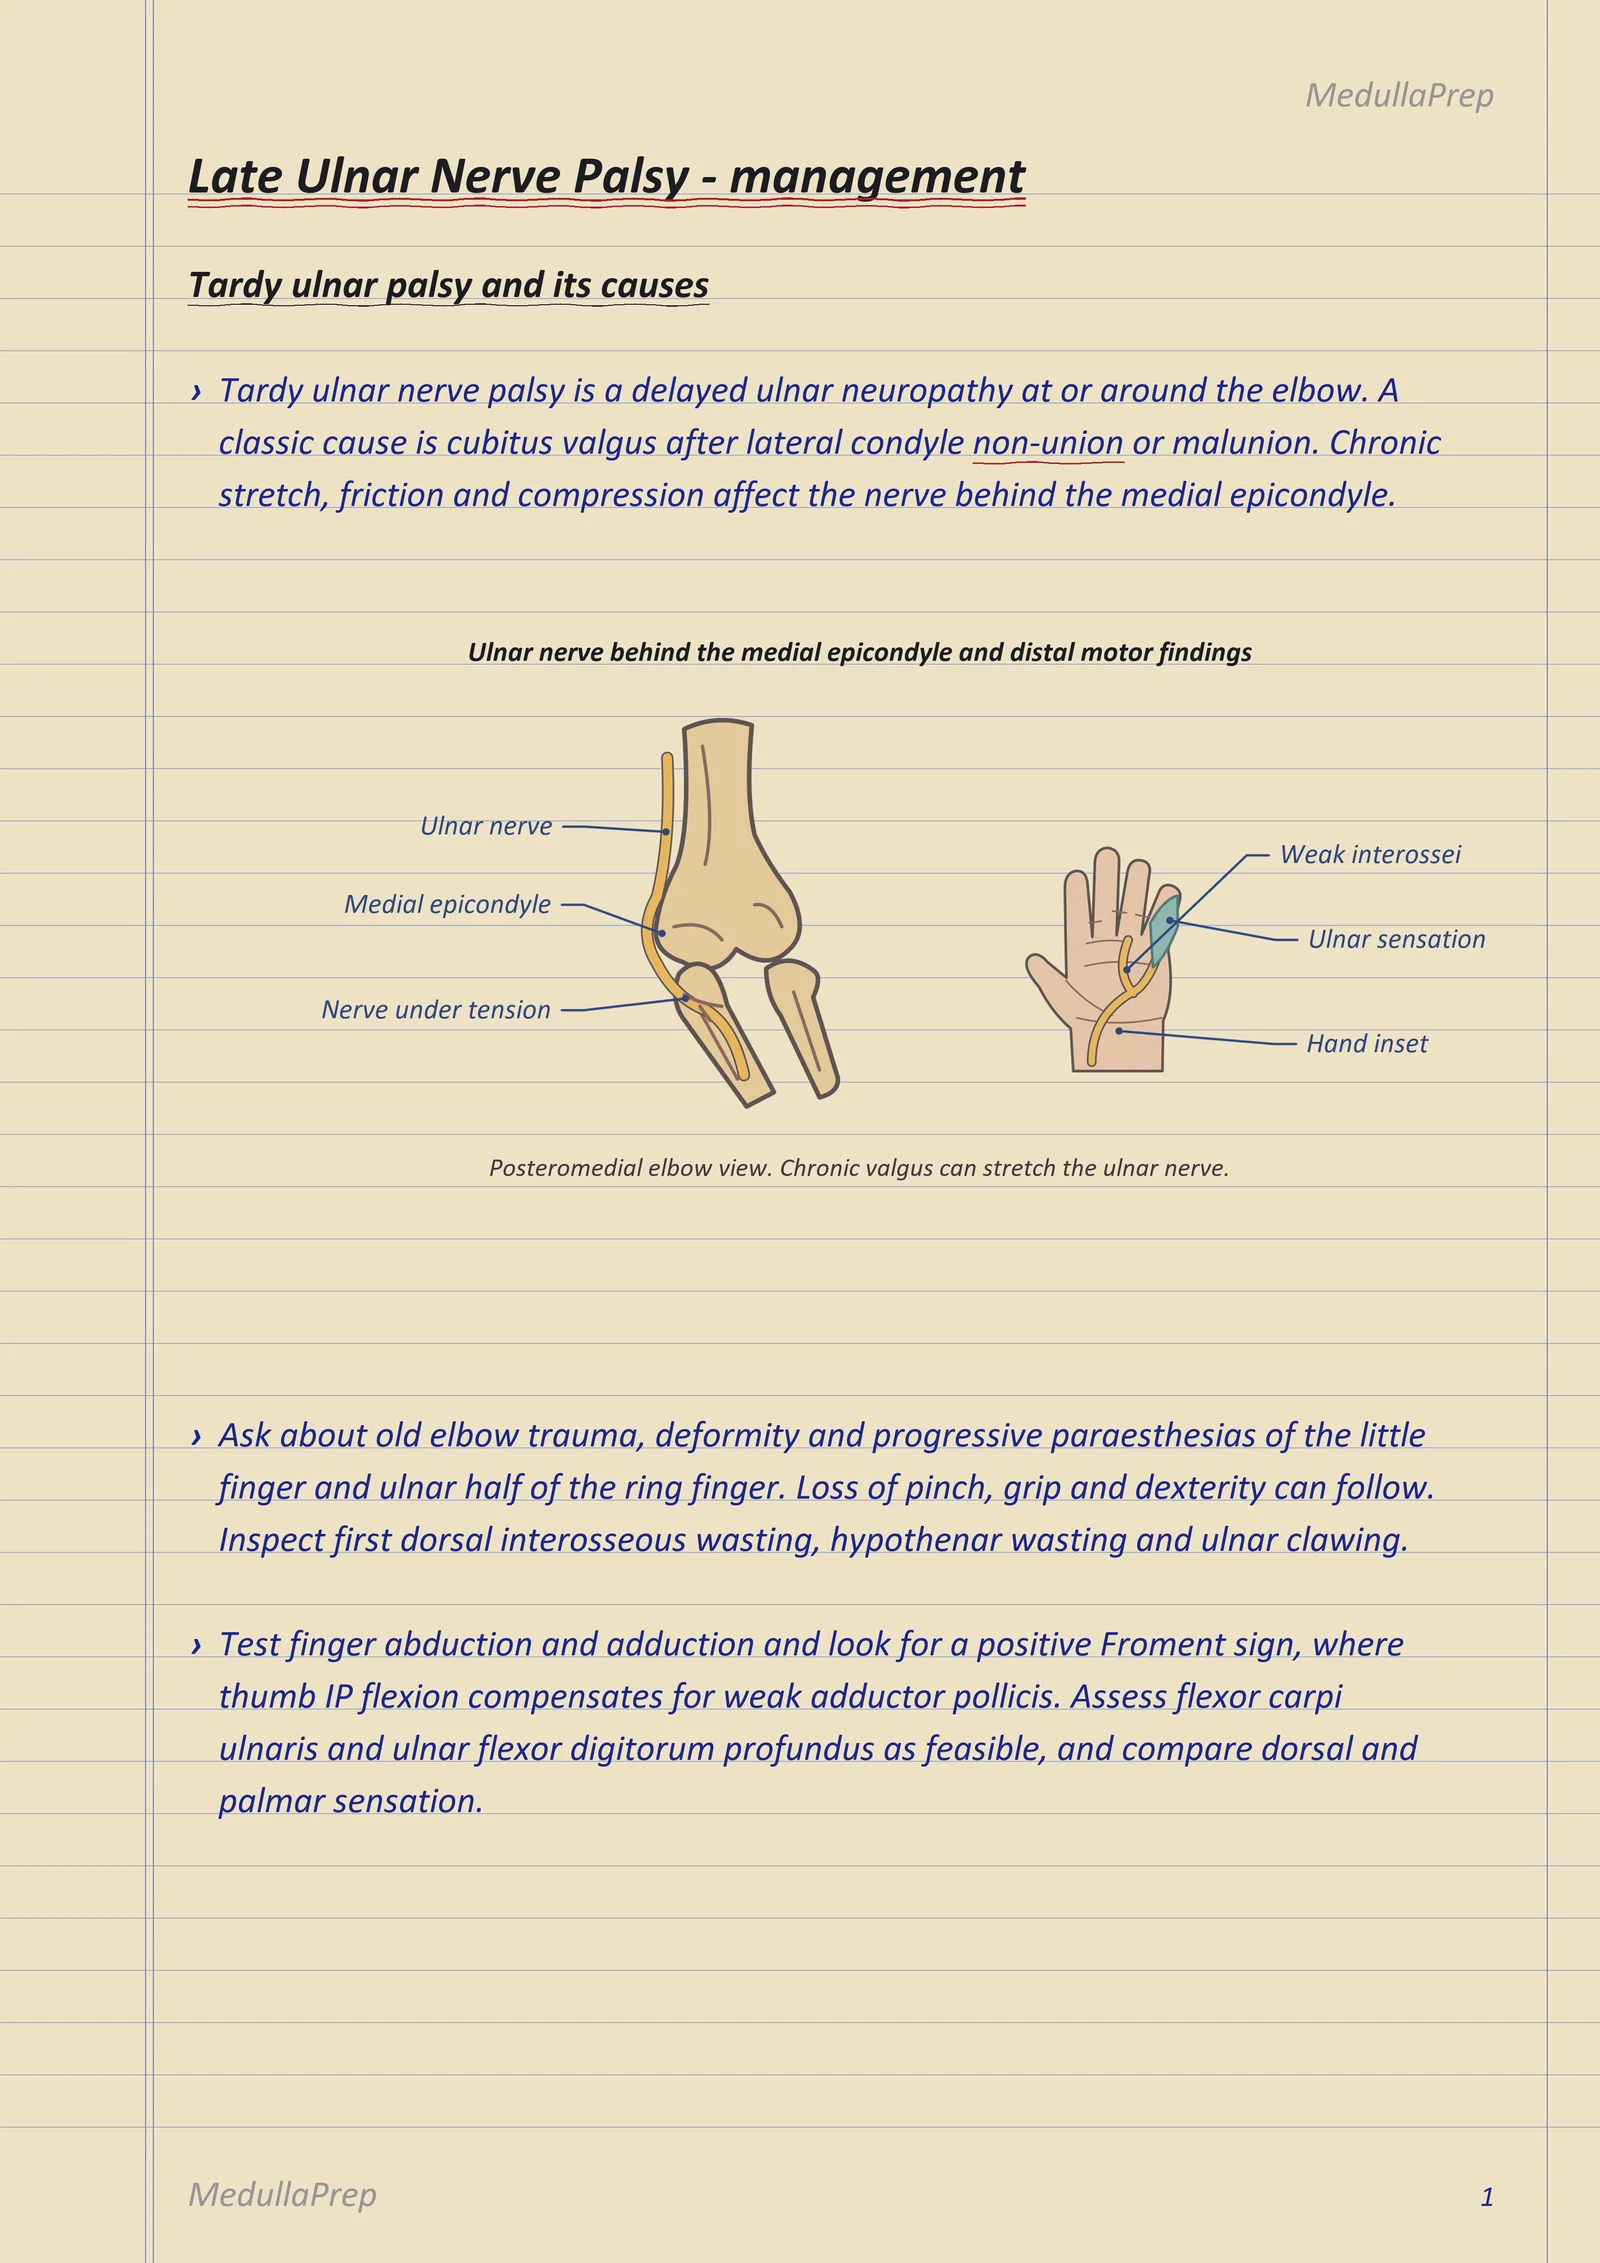 MedullaPrep
Late Ulnar Nerve Palsy - management
Tardy ulnar palsy and its causes
› Tardy ulnar nerve palsy is a delayed ulnar neuropathy at or around the elbow. A
classic cause is cubitus valgus after lateral condyle non-union or malunion. Chronic
stretch, friction and compression affect the nerve behind the medial epicondyle.
Ulnar nerve behind the medial epicondyle and distal motor findings
Ulnar nerve
Medial epicondyle
Nerve under tension
Weak interossei
Ulnar sensation
Hand inset
Posteromedial elbow view. Chronic valgus can stretch the ulnar nerve.
› Ask about old elbow trauma, deformity and progressive paraesthesias of the little
finger and ulnar half of the ring finger. Loss of pinch, grip and dexterity can follow.
Inspect first dorsal interosseous wasting, hypothenar wasting and ulnar clawing.
› Test finger abduction and adduction and look for a positive Froment sign, where
thumb IP flexion compensates for weak adductor pollicis. Assess flexor carpi
ulnaris and ulnar flexor digitorum profundus as feasible, and compare dorsal and
palmar sensation.
MedullaPrep
1